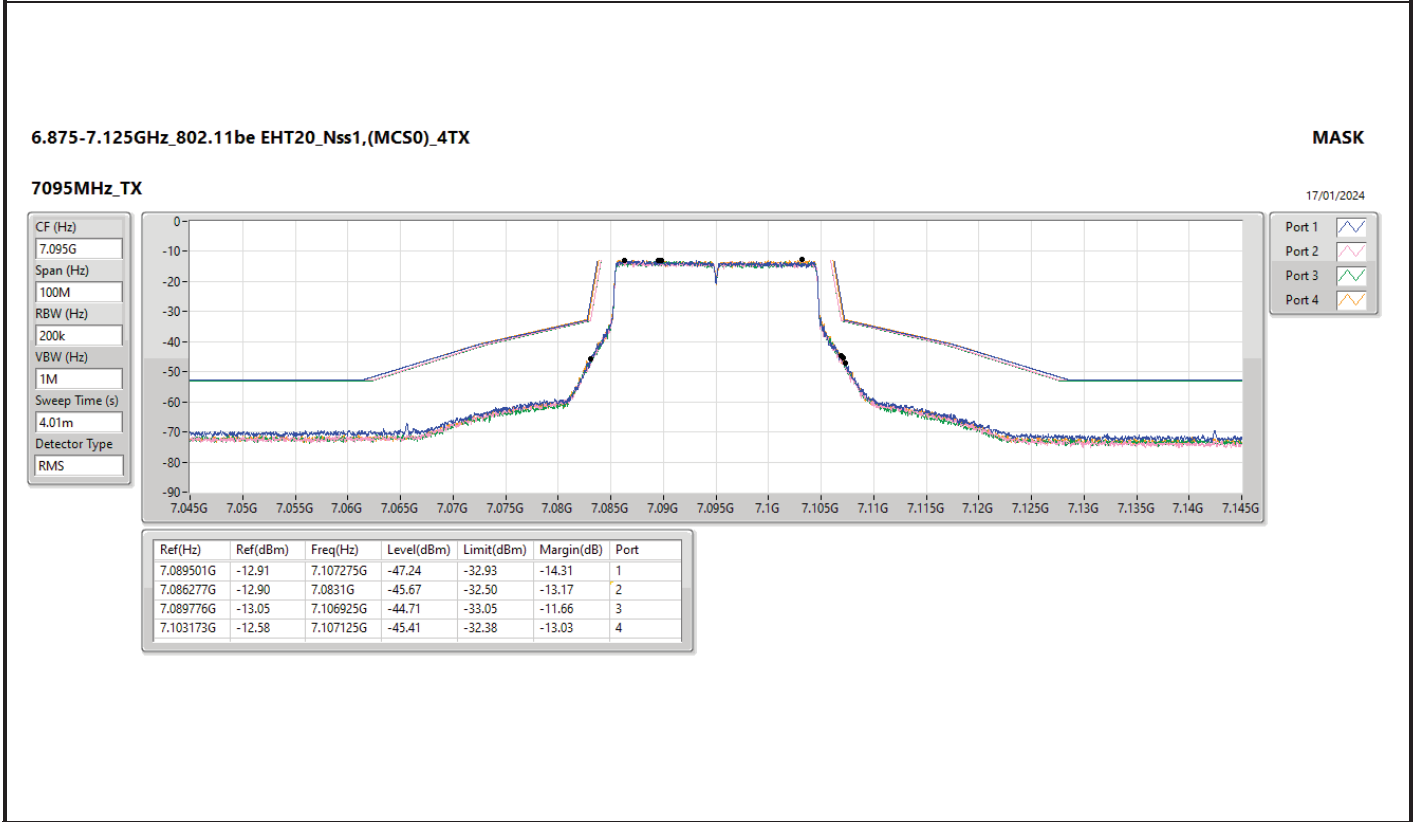 6.875-7.125GHz_802.11be EHT20_Nss1,(MCS0)_4TX
MASK
7095MHz_TX
17/01/2024
CF (Hz)
7.095G
Span (Hz)
100M
RBW (Hz)
200k
VBW (Hz)
1M
Sweep Time (s)
4.01m
Detector Type
RMS
0-
-10-
-20-
-30-
-40-
-50-
-60-
-70-
-80-
-90-
7.045G 7.05G 7.055G 7.06G 7.065G 7.07G 7.075G 7.08G 7.085G 7.09G 7.095G 7.1G 7.105G 7.11G 7.115G 7.12G 7.125G 7.13G 7.135G 7.14G 7.145G
Port 1
Port 2
Port 3
Port 4
Ref(Hz) Ref(dBm) Freq(Hz) Level(dBm) Limit(dBm) Margin(dB) Port
7.089501G -12.91 7.107275G -47.24 -32.93 -14.31 1
7.086277G -12.90 7.0831G -45.67 -32.50 -13.17 2
7.089776G -13.05 7.106925G -44.71 -33.05 -11.66 3
7.103173G -12.58 7.107125G -45.41 -32.38 -13.03 4